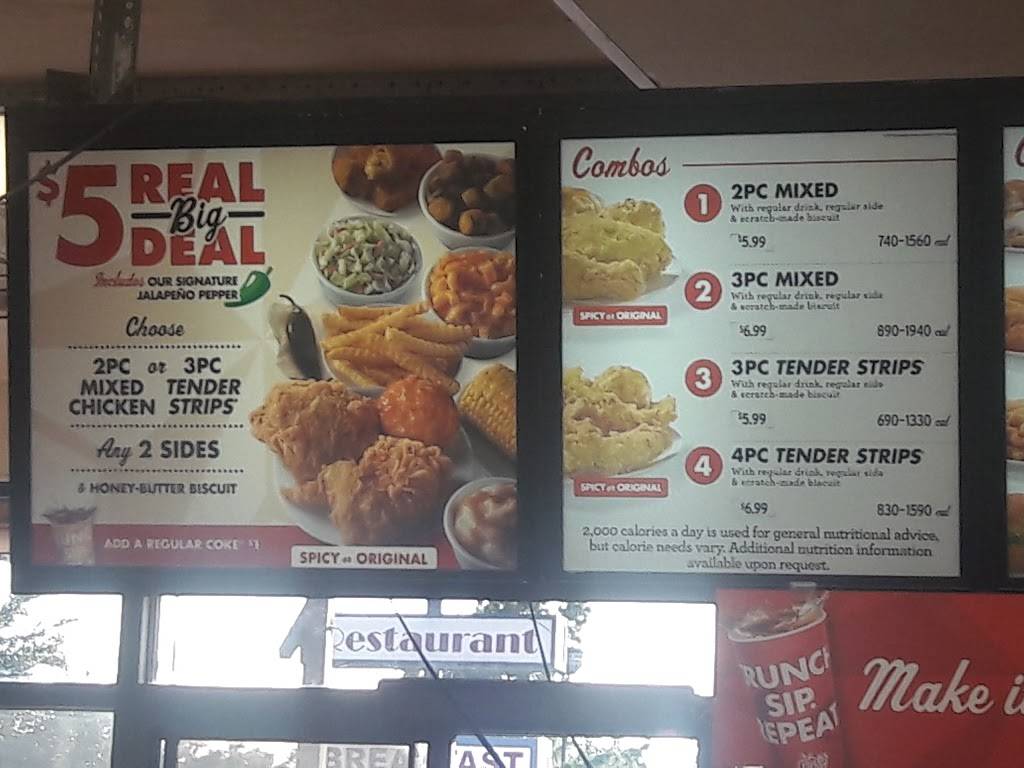 $5 REAL
Big
DEAL
Includes OUR SIGNATURE
JALAPEÑO PEPPER
Choose
2PC or 3PC
MIXED TENDER
CHICKEN STRIPS
Any 2 SIDES
& HONEY-BUTTER BISCUIT
ADD A REGULAR COKE $1
SPICY or ORIGINAL
Combos
1 2PC MIXED
With regular drink, regular side
& scratch-made biscuit
$5.99 740-1560 cal
SPICY or ORIGINAL
2 3PC MIXED
With regular drink, regular side
& scratch-made biscuit
$6.99 890-1940 cal
3 3PC TENDER STRIPS
With regular drink, regular side
& scratch-made biscuit
$5.99 690-1330 cal
SPICY or ORIGINAL
4 4PC TENDER STRIPS
With regular drink, regular side
& scratch-made biscuit
$6.99 830-1590 cal
2,000 calories a day is used for general nutritional advice,
but calorie needs vary. Additional nutrition information
available upon request.
Restaurant
BREA AST
RUNCH
SIP.
REPEAT
Make i